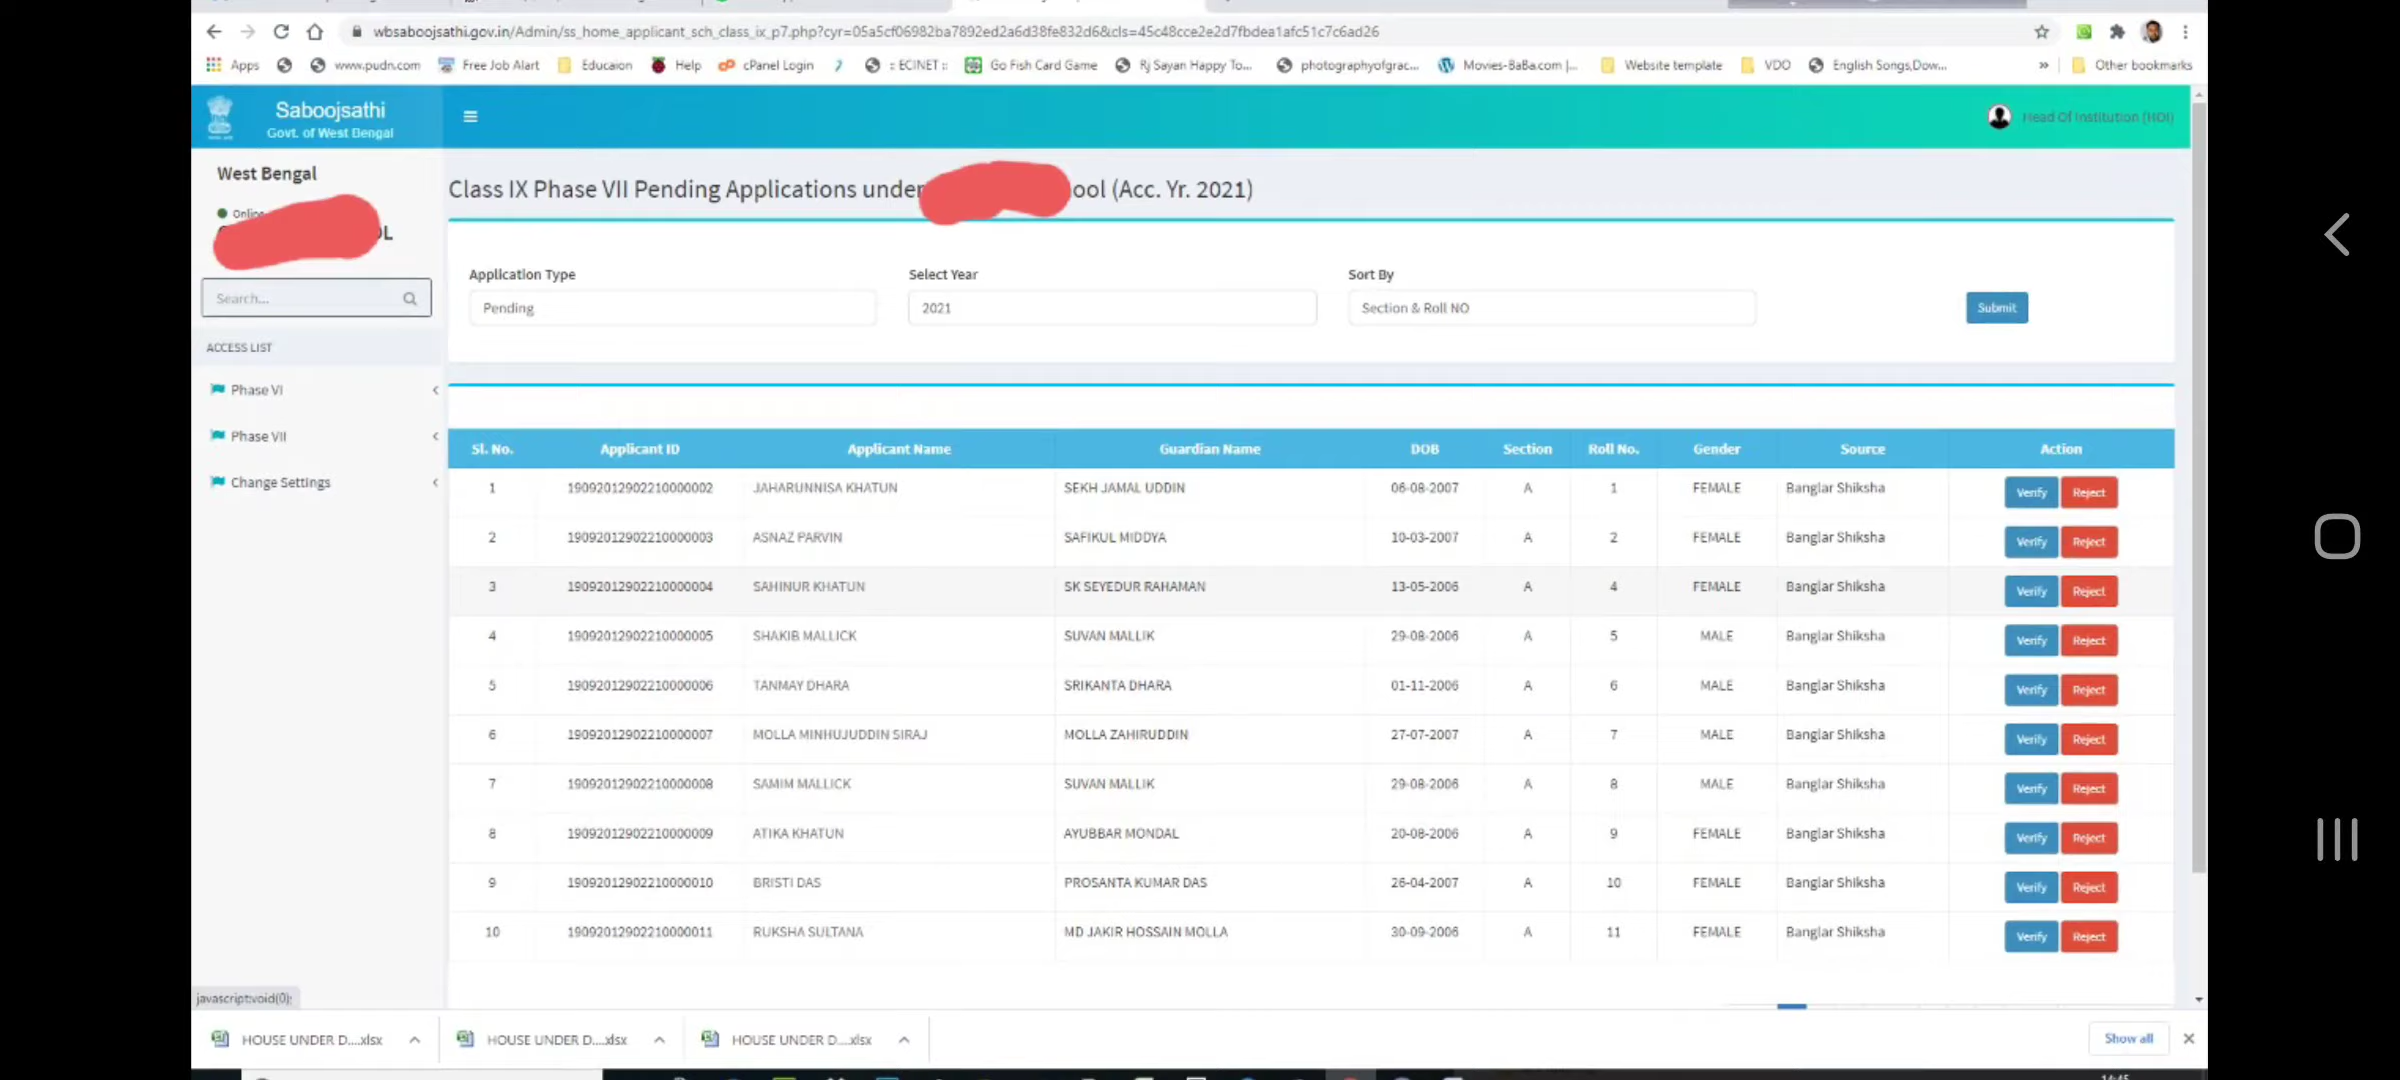 wbsaboojsathi.gov.in/Admin/ss_home_applicant_sch_class_ix_p7.php?cyr=05a5cf06982ba7892ed2a6d38fe832d6&cls=45c48cce2e2d7fbdea1afc51c7c6ad26
Apps www.pudn.com Free Job Alart Educaion Help cPanel Login :: ECINET :: Go Fish Card Game Rj Sayan Happy To... photographyofgrac... Movies-BaBa.com |... Website template VDO English Songs,Dow... » Other bookmarks
Saboojsathi
Govt. of West Bengal
Head Of Institution (HOI)
West Bengal
Online
OL
Search...
ACCESS LIST
Phase VI
Phase VII
Change Settings
Class IX Phase VII Pending Applications under ool (Acc. Yr. 2021)
Application Type Select Year Sort By
Pending 2021 Section & Roll NO Submit
Sl. No. Applicant ID Applicant Name Guardian Name DOB Section Roll No. Gender Source Action
1 19092012902210000002 JAHARUNNISA KHATUN SEKH JAMAL UDDIN 06-08-2007 A 1 FEMALE Banglar Shiksha Verify Reject
2 19092012902210000003 ASNAZ PARVIN SAFIKUL MIDDYA 10-03-2007 A 2 FEMALE Banglar Shiksha Verify Reject
3 19092012902210000004 SAHINUR KHATUN SK SEYEDUR RAHAMAN 13-05-2006 A 4 FEMALE Banglar Shiksha Verify Reject
4 19092012902210000005 SHAKIB MALLICK SUVAN MALLIK 29-08-2006 A 5 MALE Banglar Shiksha Verify Reject
5 19092012902210000006 TANMAY DHARA SRIKANTA DHARA 01-11-2006 A 6 MALE Banglar Shiksha Verify Reject
6 19092012902210000007 MOLLA MINHUJUDDIN SIRAJ MOLLA ZAHIRUDDIN 27-07-2007 A 7 MALE Banglar Shiksha Verify Reject
7 19092012902210000008 SAMIM MALLICK SUVAN MALLIK 29-08-2006 A 8 MALE Banglar Shiksha Verify Reject
8 19092012902210000009 ATIKA KHATUN AYUBBAR MONDAL 20-08-2006 A 9 FEMALE Banglar Shiksha Verify Reject
9 19092012902210000010 BRISTI DAS PROSANTA KUMAR DAS 26-04-2007 A 10 FEMALE Banglar Shiksha Verify Reject
10 19092012902210000011 RUKSHA SULTANA MD JAKIR HOSSAIN MOLLA 30-09-2006 A 11 FEMALE Banglar Shiksha Verify Reject
javascript:void(0);
HOUSE UNDER D....xlsx HOUSE UNDER D....xlsx HOUSE UNDER D....xlsx Show all